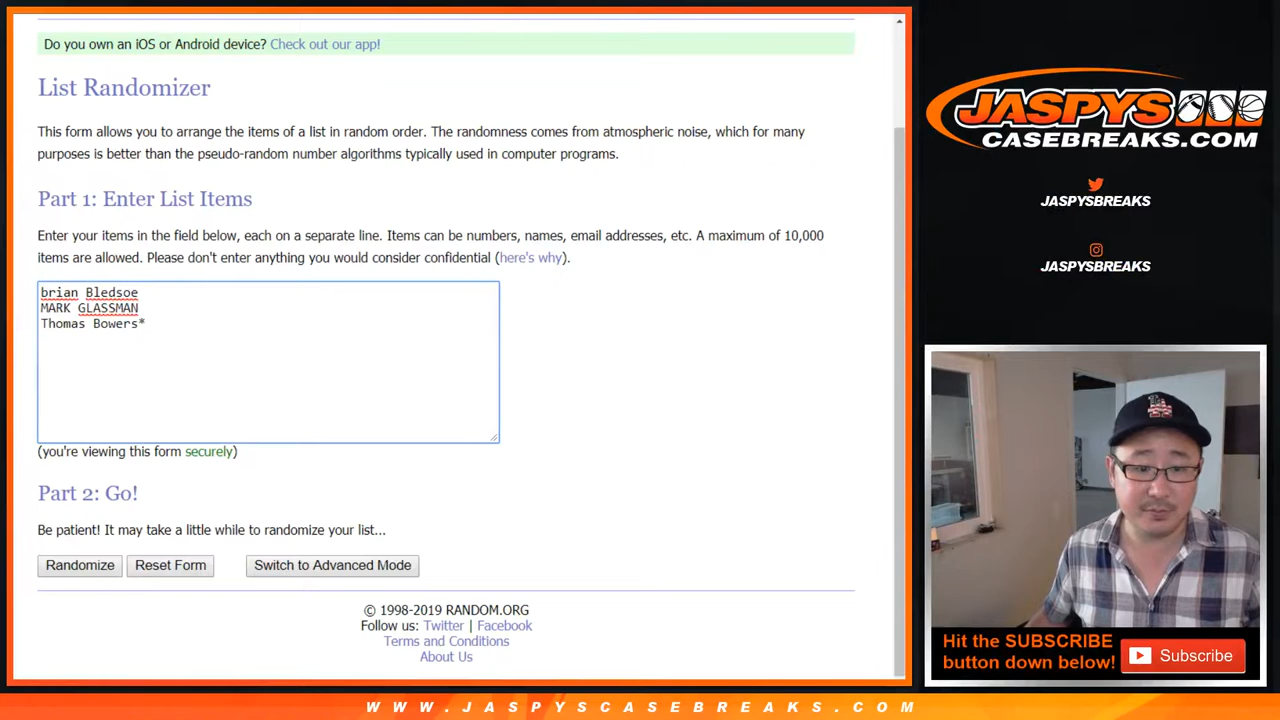 Do you own an iOS or Android device? Check out our app!
List Randomizer
This form allows you to arrange the items of a list in random order. The randomness comes from atmospheric noise, which for many
purposes is better than the pseudo-random number algorithms typically used in computer programs.
Part 1: Enter List Items
Enter your items in the field below, each on a separate line. Items can be numbers, names, email addresses, etc. A maximum of 10,000
items are allowed. Please don't enter anything you would consider confidential (here's why).
brian Bledsoe
MARK GLASSMAN
Thomas Bowers*
(you're viewing this form securely)
Part 2: Go!
Be patient! It may take a little while to randomize your list...
Randomize
Reset Form
Switch to Advanced Mode
© 1998-2019 RANDOM.ORG
Follow us: Twitter | Facebook
Terms and Conditions
About Us
JASPYS
CASEBREAKS.COM
JASPYSBREAKS
JASPYSBREAKS
LA
Hit the SUBSCRIBE
button down below!
Subscribe
WWW.JASPYSCASEBREAKS.COM